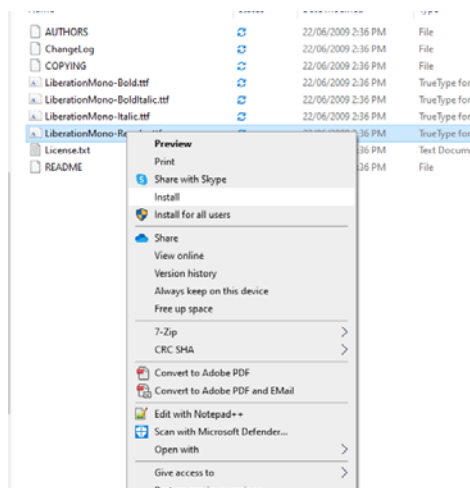 AUTHORS 22/06/2009 2:36 PM File
ChangeLog 22/06/2009 2:36 PM File
COPYING 22/06/2009 2:36 PM File
LiberationMono-Bold.ttf 22/06/2009 2:36 PM TrueType for
LiberationMono-BoldItalic.ttf 22/06/2009 2:36 PM TrueType for
LiberationMono-Italic.ttf 22/06/2009 2:36 PM TrueType for
TrueType for
License.txt :36 PM Text Docum
README :36 PM File
Preview
Print
Share with Skype
Install
Install for all users
Share
View online
Version history
Always keep on this device
Free up space
7-Zip
CRC SHA
Convert to Adobe PDF
Convert to Adobe PDF and EMail
Edit with Notepad++
Scan with Microsoft Defender...
Open with
Give access to